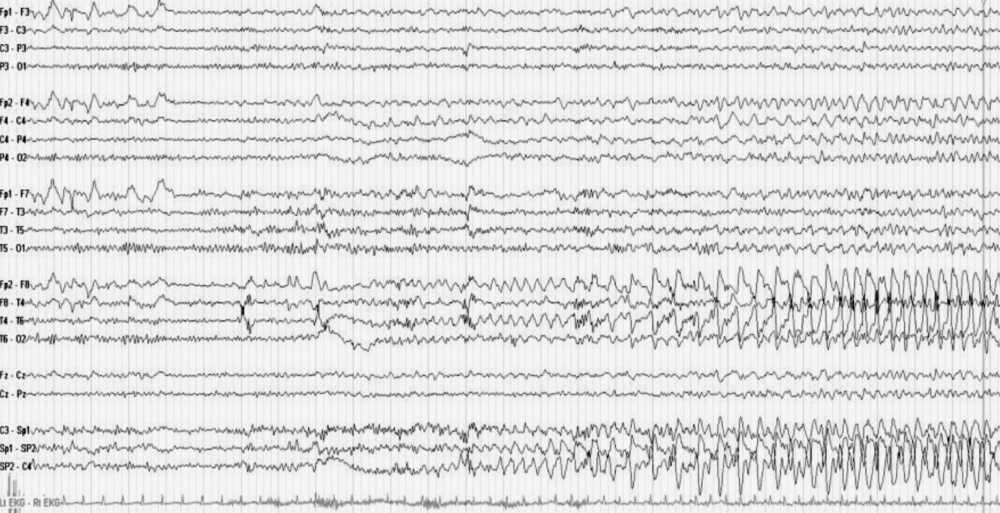 Fp1 - F3
F3 - C3
C3 - P3
P3 - O1
Fp2 - F4
F4 - C4
C4 - P4
P4 - O2
Fp1 - F7
F7 - T3
T3 - T5
T5 - O1
Fp2 - F8
F8 - T4
T4 - T6
T6 - O2
Fz - Cz
Cz - Pz
C3 - Sp1
Sp1 - SP2
SP2 - C4
Lt EKG - Rt EKG